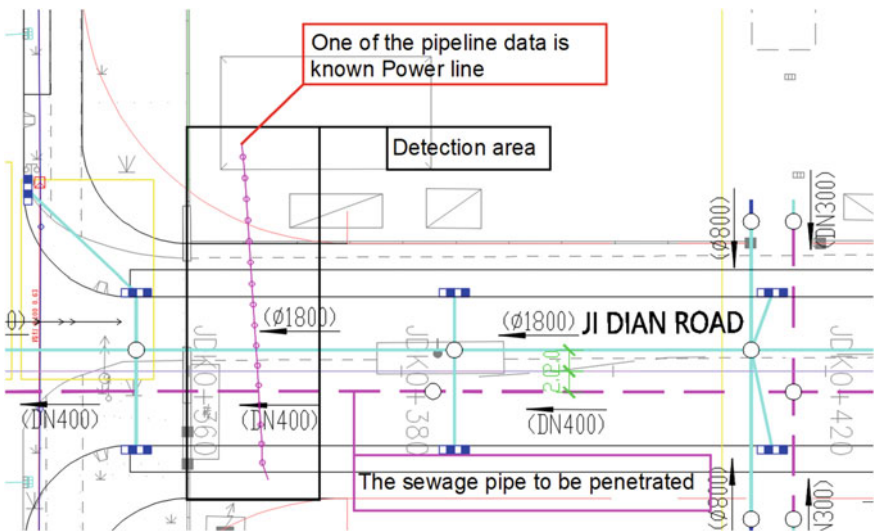 One of the pipeline data is
known Power line
Detection area
(Ø800)
(DN300)
(Ø1800)
(Ø1800)
JI DIAN ROAD
JDK0+360
JDK0+380
JDK0+420
(DN400)
(DN400)
(DN400)
The sewage pipe to be penetrated
(Ø800)